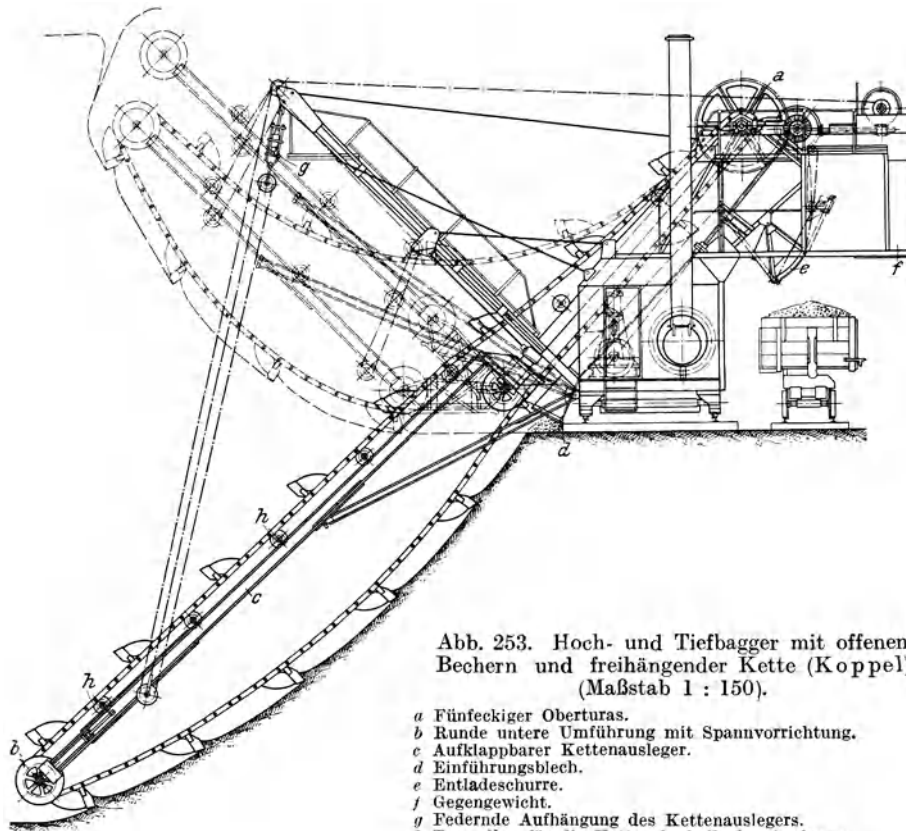 a
g
e
f
d
h
c
h
b
Abb. 253. Hoch- und Tiefbagger mit offenen
Bechern und freihängender Kette (Koppel)
(Maßstab 1 : 150).
a Fünfeckiger Oberturas.
b Runde untere Umführung mit Spannvorrichtung.
c Aufklappbarer Kettenausleger.
d Einführungsblech.
e Entladeschurre.
f Gegengewicht.
g Federnde Aufhängung des Kettenauslegers.